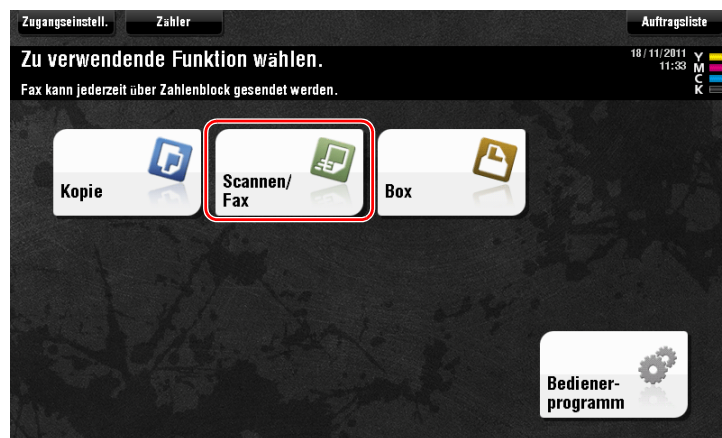 Zugangseinstell. Zähler Auftragsliste
Zu verwendende Funktion wählen.
18/11/2011
11:33
Fax kann jederzeit über Zahlenblock gesendet werden.
Y
M
C
K
Kopie
Scannen/
Fax
Box
Bediener-
programm